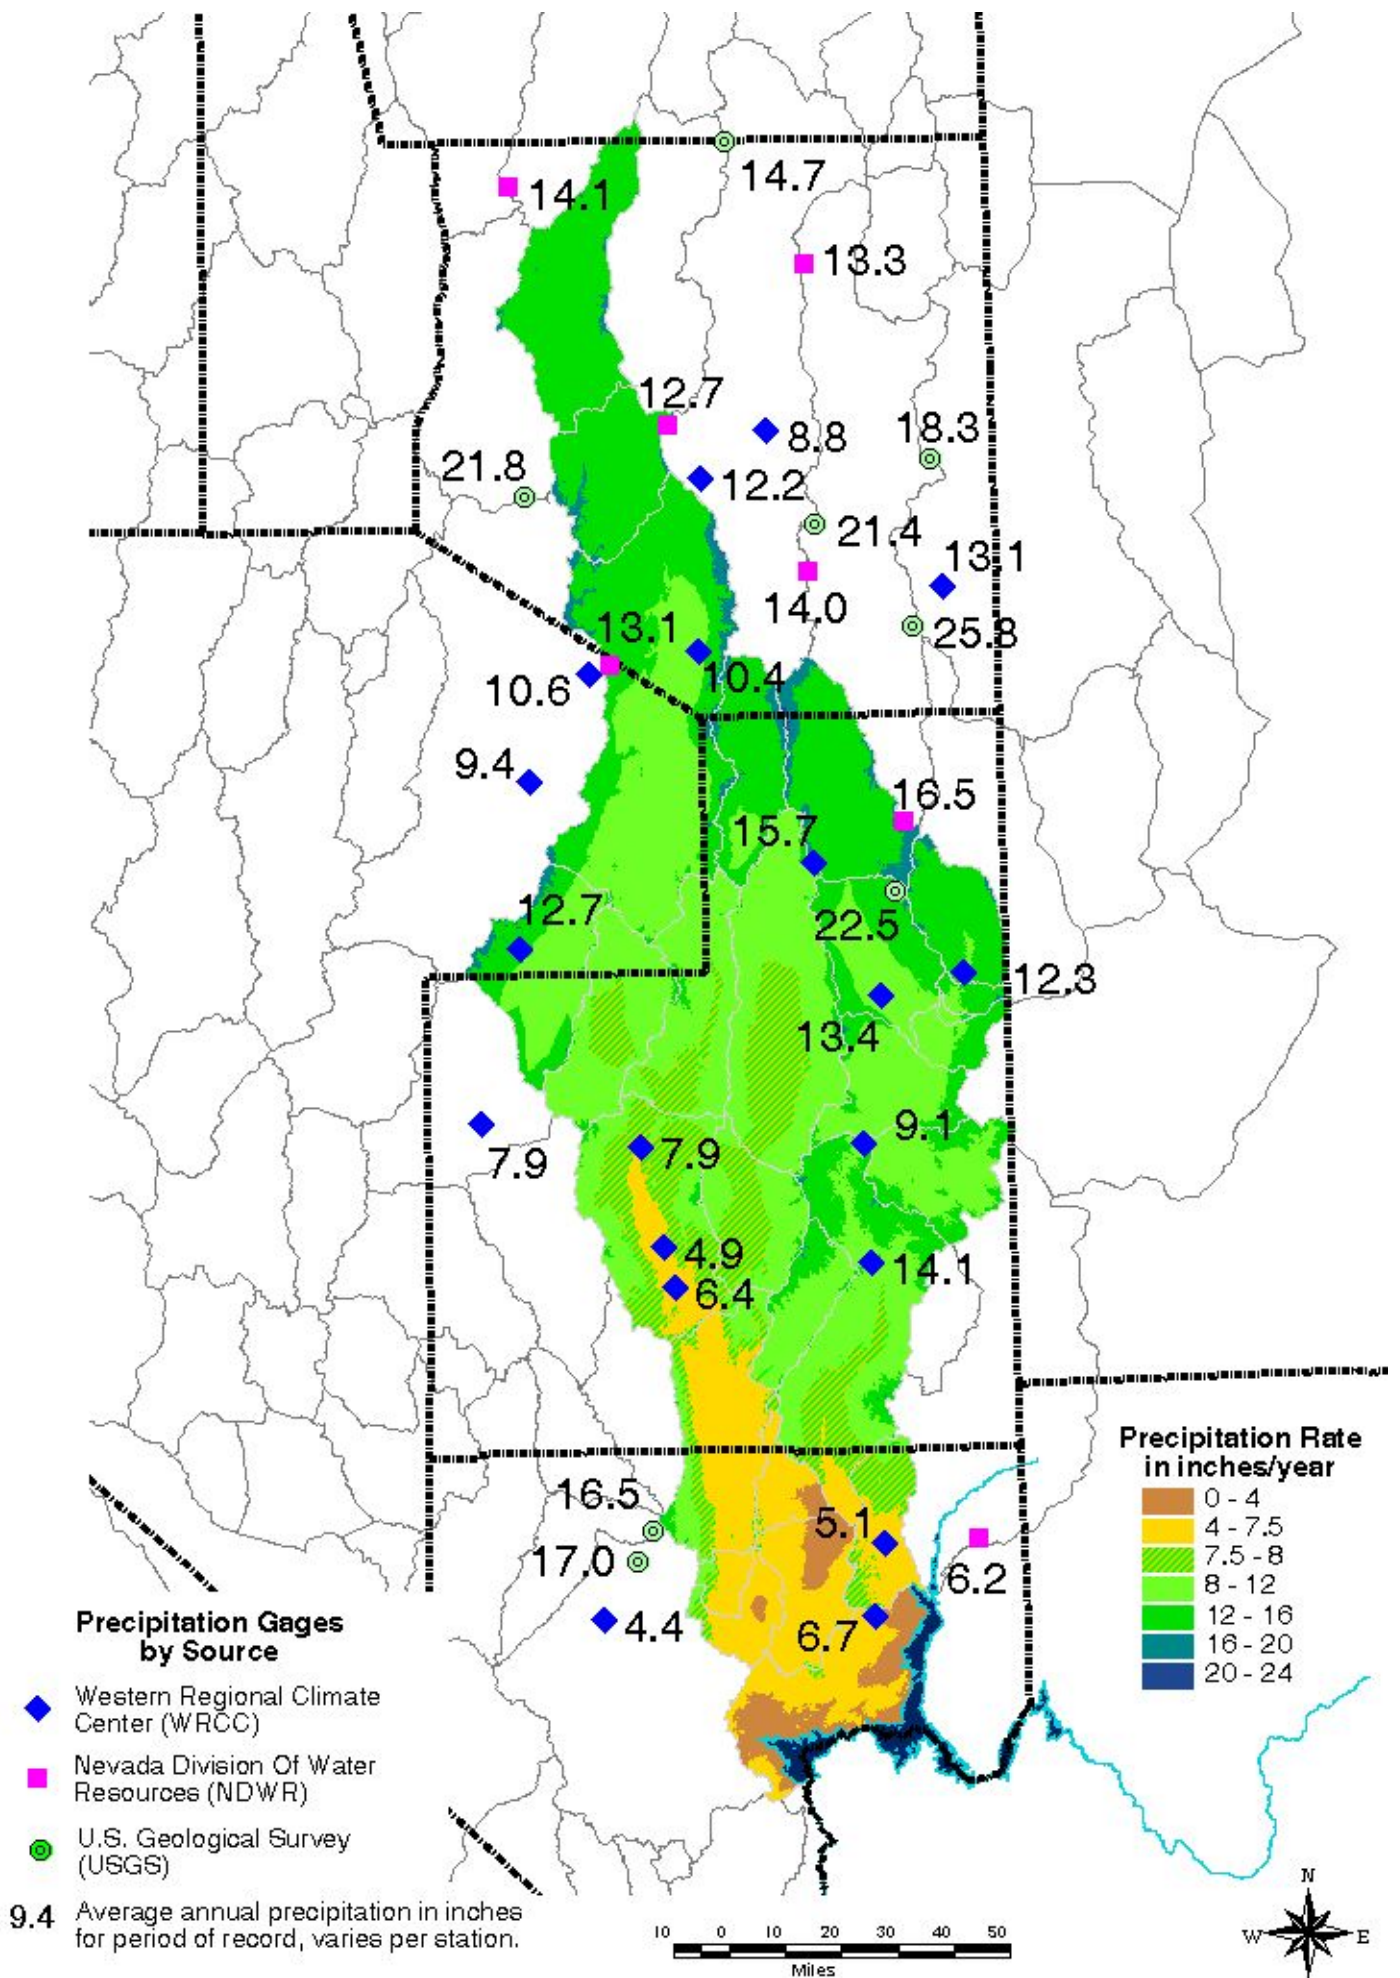 14.7
14.1
13.3
12.7
8.8
18.3
21.8
12.2
21.4
13.1
14.0
13.1
25.8
10.4
10.6
9.4
16.5
15.7
12.7
22.5
12.3
13.4
9.1
7.9
7.9
4.9
14.1
6.4
Precipitation Rate
in inches/year
0 - 4
4 - 7.5
7.5 - 8
8 - 12
12 - 16
16 - 20
20 - 24
16.5
5.1
17.0
6.2
4.4
6.7
Precipitation Gages
by Source
Western Regional Climate
Center (WRCC)
Nevada Division Of Water
Resources (NDWR)
U.S. Geological Survey
(USGS)
9.4 Average annual precipitation in inches
for period of record, varies per station.
10 0 10 20 30 40 50
Miles
N
W E
S